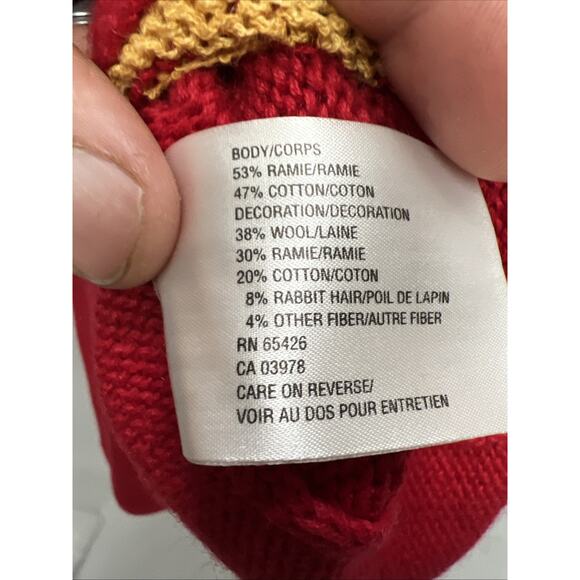 BODY/CORPS
53% RAMIE/RAMIE
47% COTTON/COTON
DECORATION/DECORATION
38% WOOL/LAINE
30% RAMIE/RAMIE
20% COTTON/COTON
8% RABBIT HAIR/POIL DE LAPIN
4% OTHER FIBER/AUTRE FIBER
RN 65426
CA 03978
CARE ON REVERSE/
VOIR AU DOS POUR ENTRETIEN